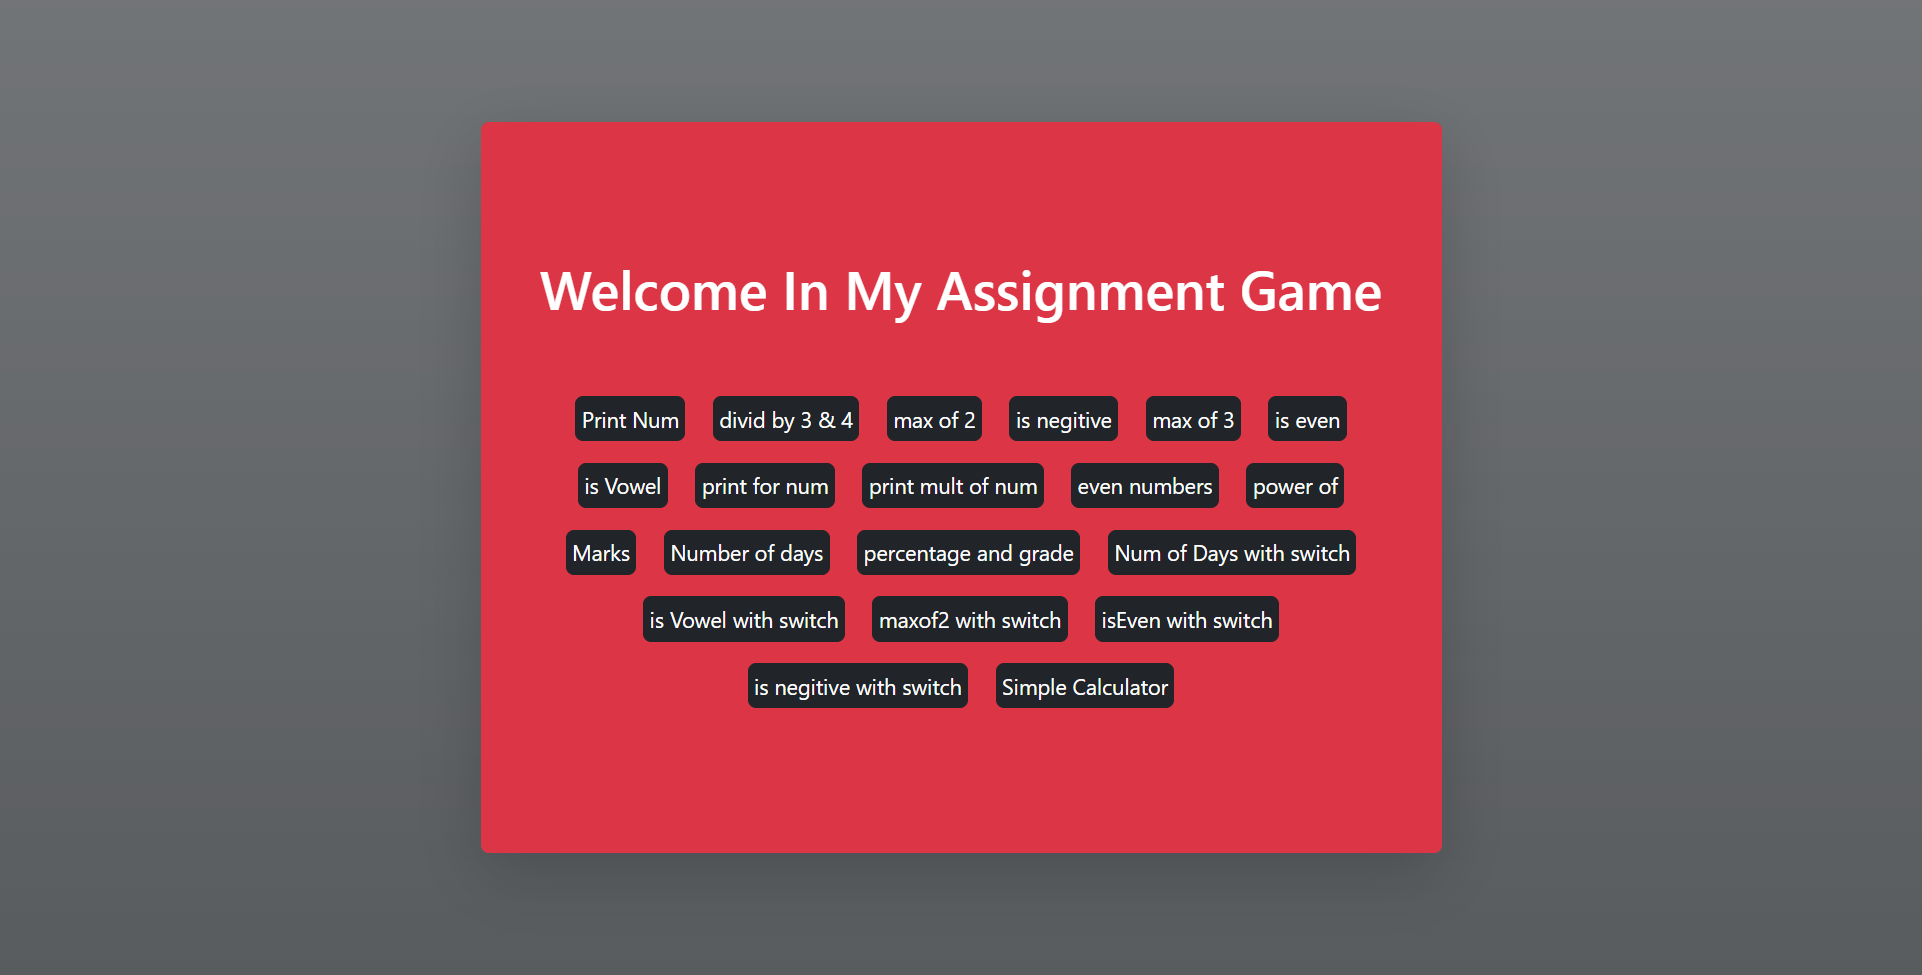 Welcome In My Assignment Game
Print Num divid by 3 & 4 max of 2 is negitive max of 3 is even
is Vowel print for num print mult of num even numbers power of
Marks Number of days percentage and grade Num of Days with switch
is Vowel with switch maxof2 with switch isEven with switch
is negitive with switch Simple Calculator